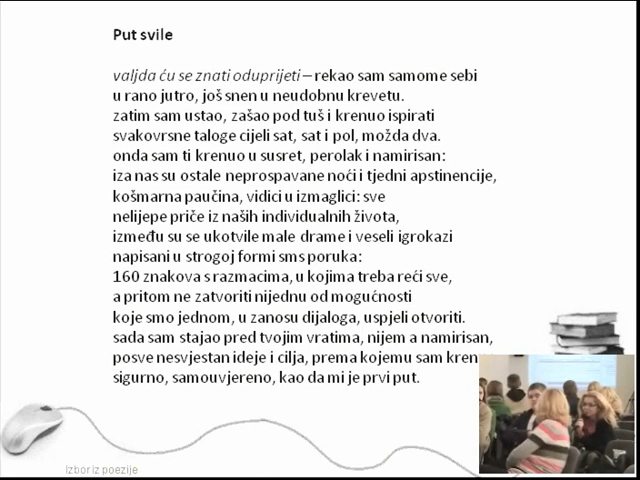 Put svile
valjda ću se znati oduprijeti – rekao sam samome sebi
u rano jutro, još snen u neudobnu krevetu.
zatim sam ustao, zašao pod tuš i krenuo ispirati
svakovrsne taloge cijeli sat, sat i pol, možda dva.
onda sam ti krenuo u susret, perolak i namirisan:
iza nas su ostale neprospavane noći i tjedni apstinencije,
košmarna paučina, vidici u izmaglici: sve
nelijepe priče iz naših individualnih života,
između su se ukotvile male drame i veseli igrokazi
napisani u strogoj formi sms poruka:
160 znakova s razmacima, u kojima treba reći sve,
a pritom ne zatvoriti nijednu od mogućnosti
koje smo jednom, u zanosu dijaloga, uspjeli otvoriti.
sada sam stajao pred tvojim vratima, nijem a namirisan,
posve nesvjestan ideje i cilja, prema kojemu sam kren
sigurno, samouvjereno, kao da mi je prvi put.
Izbor iz poezije